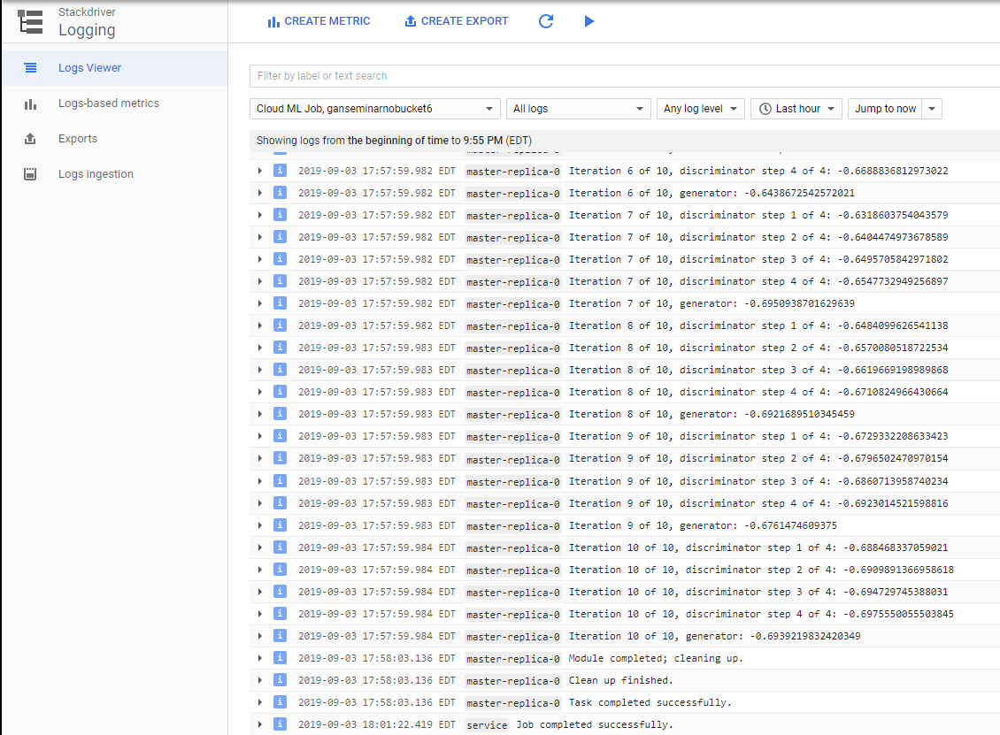 Stackdriver
Logging
CREATE METRIC CREATE EXPORT
Logs Viewer
Logs-based metrics
Exports
Logs ingestion
Filter by label or text search
Cloud ML Job, ganseminarnobucket6 All logs Any log level Last hour Jump to now
Showing logs from the beginning of time to 9:55 PM (EDT)
i 2019-09-03 17:57:59.982 EDT master-replica-0 Iteration 6 of 10, discriminator step 4 of 4: -0.6688836812973022
i 2019-09-03 17:57:59.982 EDT master-replica-0 Iteration 6 of 10, generator: -0.6438672542572021
i 2019-09-03 17:57:59.982 EDT master-replica-0 Iteration 7 of 10, discriminator step 1 of 4: -0.6318603754043579
i 2019-09-03 17:57:59.982 EDT master-replica-0 Iteration 7 of 10, discriminator step 2 of 4: -0.6404474973678589
i 2019-09-03 17:57:59.982 EDT master-replica-0 Iteration 7 of 10, discriminator step 3 of 4: -0.6495705842971802
i 2019-09-03 17:57:59.982 EDT master-replica-0 Iteration 7 of 10, discriminator step 4 of 4: -0.6547732949256897
i 2019-09-03 17:57:59.982 EDT master-replica-0 Iteration 7 of 10, generator: -0.6950938701629639
i 2019-09-03 17:57:59.982 EDT master-replica-0 Iteration 8 of 10, discriminator step 1 of 4: -0.6484099626541138
i 2019-09-03 17:57:59.983 EDT master-replica-0 Iteration 8 of 10, discriminator step 2 of 4: -0.6570080518722534
i 2019-09-03 17:57:59.983 EDT master-replica-0 Iteration 8 of 10, discriminator step 3 of 4: -0.6619669198989868
i 2019-09-03 17:57:59.983 EDT master-replica-0 Iteration 8 of 10, discriminator step 4 of 4: -0.6710824966430664
i 2019-09-03 17:57:59.983 EDT master-replica-0 Iteration 8 of 10, generator: -0.6921689510345459
i 2019-09-03 17:57:59.983 EDT master-replica-0 Iteration 9 of 10, discriminator step 1 of 4: -0.6729332208633423
i 2019-09-03 17:57:59.983 EDT master-replica-0 Iteration 9 of 10, discriminator step 2 of 4: -0.6796502470970154
i 2019-09-03 17:57:59.983 EDT master-replica-0 Iteration 9 of 10, discriminator step 3 of 4: -0.6860713958740234
i 2019-09-03 17:57:59.983 EDT master-replica-0 Iteration 9 of 10, discriminator step 4 of 4: -0.6923014521598816
i 2019-09-03 17:57:59.983 EDT master-replica-0 Iteration 9 of 10, generator: -0.6761474609375
i 2019-09-03 17:57:59.984 EDT master-replica-0 Iteration 10 of 10, discriminator step 1 of 4: -0.688468337059021
i 2019-09-03 17:57:59.984 EDT master-replica-0 Iteration 10 of 10, discriminator step 2 of 4: -0.6909891366958618
i 2019-09-03 17:57:59.984 EDT master-replica-0 Iteration 10 of 10, discriminator step 3 of 4: -0.694729745388031
i 2019-09-03 17:57:59.984 EDT master-replica-0 Iteration 10 of 10, discriminator step 4 of 4: -0.6975550055503845
i 2019-09-03 17:57:59.984 EDT master-replica-0 Iteration 10 of 10, generator: -0.6939219832420349
i 2019-09-03 17:58:03.136 EDT master-replica-0 Module completed; cleaning up.
i 2019-09-03 17:58:03.136 EDT master-replica-0 Clean up finished.
i 2019-09-03 17:58:03.136 EDT master-replica-0 Task completed successfully.
i 2019-09-03 18:01:22.419 EDT service Job completed successfully.